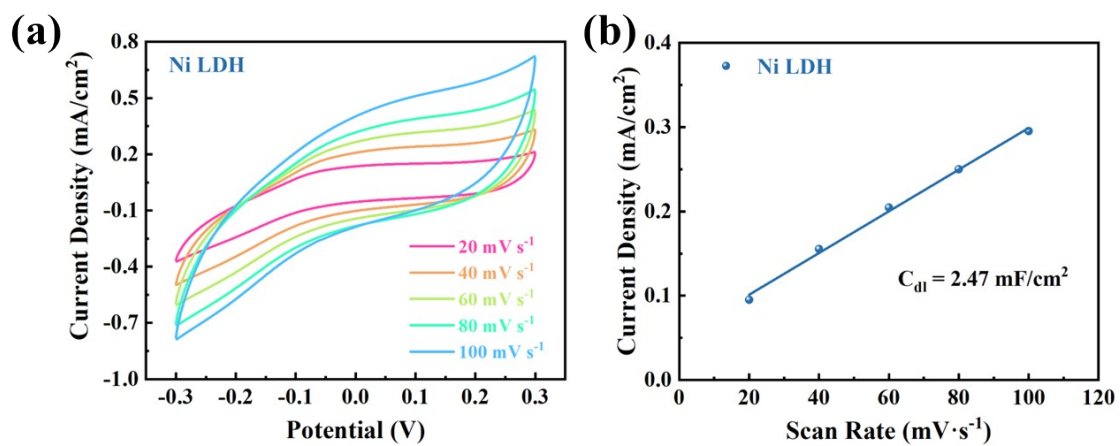 (a)
Ni LDH
Current Density (mA/cm²)
0.8
0.5
0.2
-0.1
-0.4
-0.7
-1.0
20 mV s⁻¹
40 mV s⁻¹
60 mV s⁻¹
80 mV s⁻¹
100 mV s⁻¹
-0.3
-0.2
-0.1
0.0
0.1
0.2
0.3
Potential (V)
(b)
Ni LDH
Current Density (mA/cm²)
0.4
0.3
0.2
0.1
0.0
C_dl = 2.47 mF/cm²
0
20
40
60
80
100
120
Scan Rate (mV·s⁻¹)